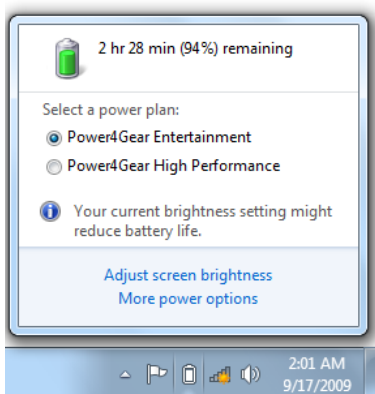 2 hr 28 min (94%) remaining
Select a power plan:
Power4Gear Entertainment
Power4Gear High Performance
Your current brightness setting might
reduce battery life.
Adjust screen brightness
More power options
2:01 AM
9/17/2009